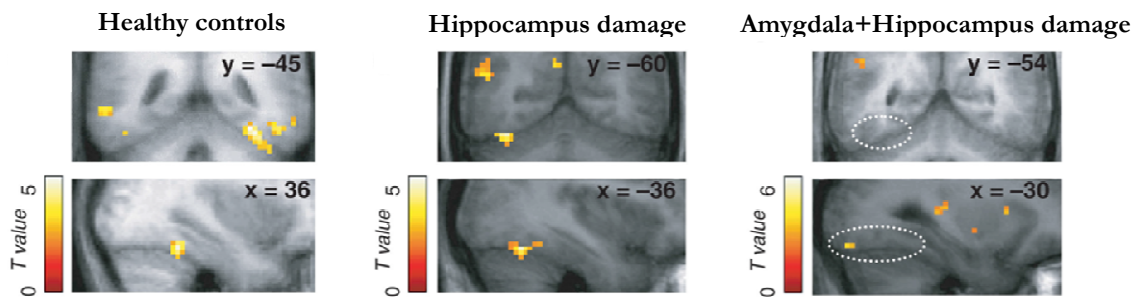 Healthy controls
Hippocampus damage
Amygdala+Hippocampus damage
y = –45
y = –60
y = –54
5
T value
0
x = 36
5
T value
0
x = –36
6
T value
0
x = –30